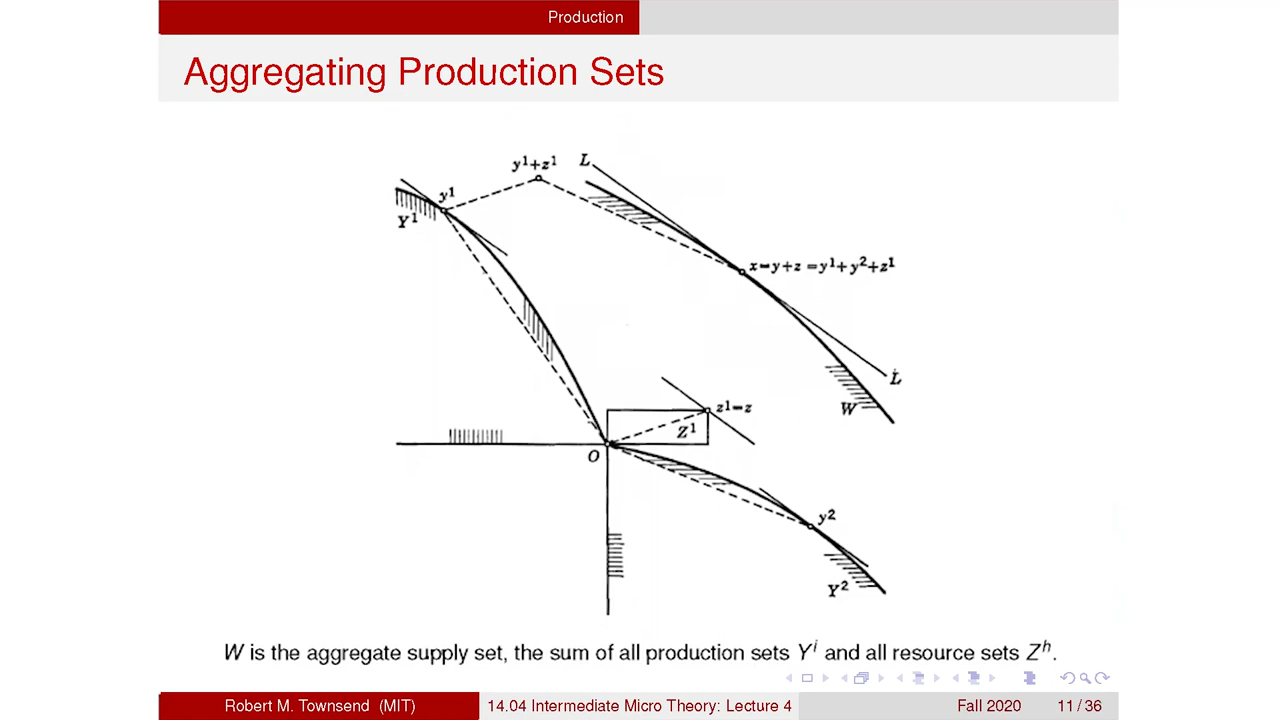 Production
Aggregating Production Sets
y¹+z¹
L
y¹
Y¹
x=y+z =y¹+y²+z¹
L
W
z¹=z
Z¹
O
y²
Y²
W is the aggregate supply set, the sum of all production sets Yⁱ and all resource sets Zʰ.
Robert M. Townsend (MIT)
14.04 Intermediate Micro Theory: Lecture 4
Fall 2020
11 / 36